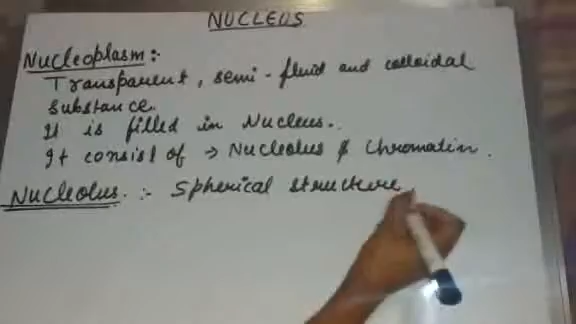 NUCLEUS
Nucleoplasm :-
Transparent, semi-fluid and colloidal
substance.
It is filled in Nucleus.
It consist of → Nucleolus & Chromatin.
Nucleolus :- Spherical structure